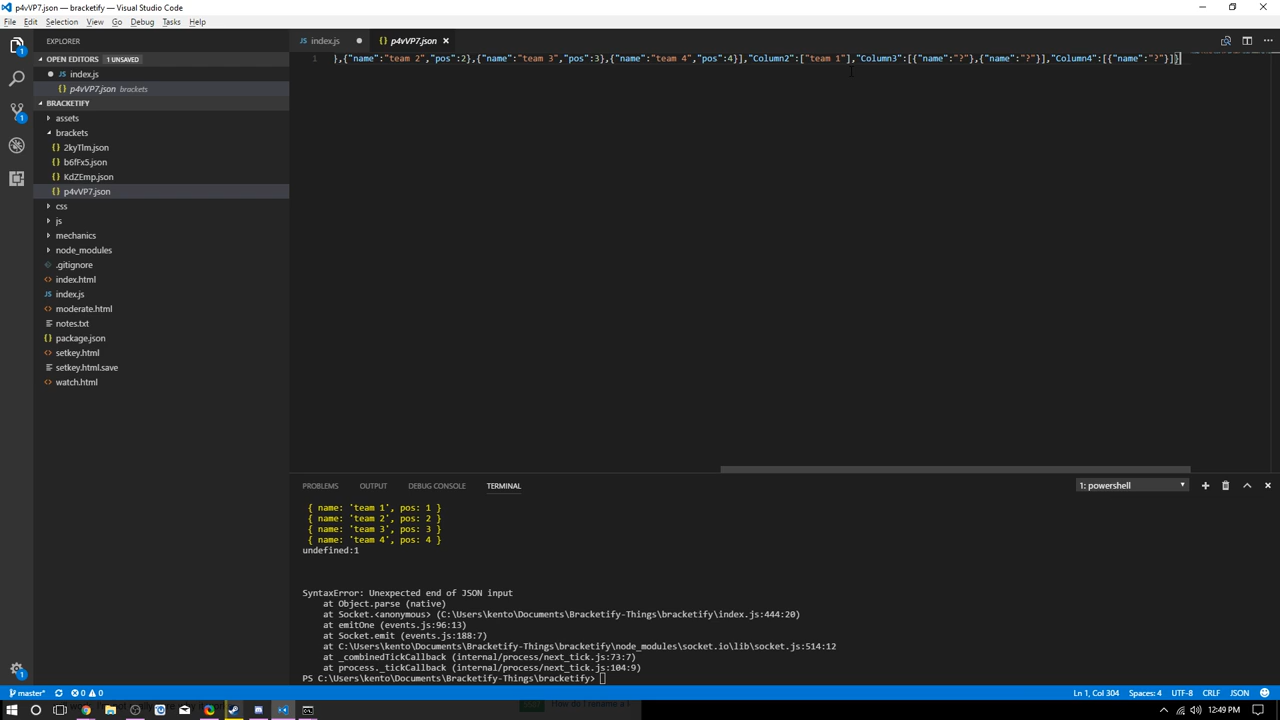 p4vVP7.json — bracketify — Visual Studio Code
File Edit Selection View Go Debug Tasks Help
EXPLORER
OPEN EDITORS 1 UNSAVED
index.js
p4vVP7.json brackets
BRACKETIFY
assets
brackets
2kyTlm.json
b6fFx5.json
KdZEmp.json
p4vVP7.json
css
js
mechanics
node_modules
.gitignore
index.html
index.js
moderate.html
notes.txt
package.json
setkey.html
setkey.html.save
watch.html
index.js p4vVP7.json
1 },{"name":"team 2","pos":2},{"name":"team 3","pos":3},{"name":"team 4","pos":4}],"Column2":["team 1"],"Column3":[{"name":"?"},{"name":"?"}],"Column4":[{"name":"?"}]}
PROBLEMS OUTPUT DEBUG CONSOLE TERMINAL 1: powershell
{ name: 'team 1', pos: 1 }
{ name: 'team 2', pos: 2 }
{ name: 'team 3', pos: 3 }
{ name: 'team 4', pos: 4 }
undefined:1
SyntaxError: Unexpected end of JSON input
at Object.parse (native)
at Socket.<anonymous> (C:\Users\kento\Documents\Bracketify-Things\bracketify\index.js:444:20)
at emitOne (events.js:96:13)
at Socket.emit (events.js:188:7)
at C:\Users\kento\Documents\Bracketify-Things\bracketify\node_modules\socket.io\lib\socket.js:514:12
at _combinedTickCallback (internal/process/next_tick.js:73:7)
at process._tickCallback (internal/process/next_tick.js:104:9)
PS C:\Users\kento\Documents\Bracketify-Things\bracketify>
master* 0 0 Ln 1, Col 304 Spaces: 4 UTF-8 CRLF JSON
12:49 PM